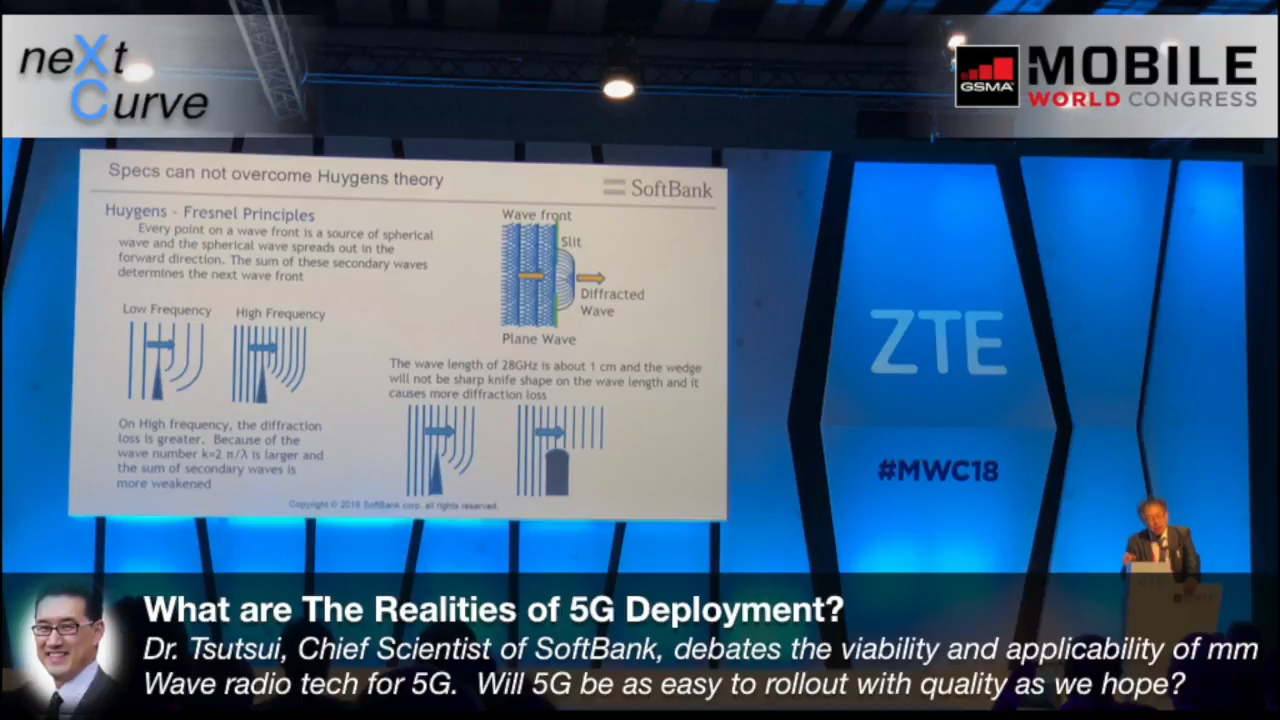 neXt
Curve
GSMA
MOBILE
WORLD CONGRESS
Specs can not overcome Huygens theory
SoftBank
Huygens - Fresnel Principles
Every point on a wave front is a source of spherical
wave and the spherical wave spreads out in the
forward direction. The sum of these secondary waves
determines the next wave front
Wave front
Slit
Diffracted
Wave
Plane Wave
Low Frequency
High Frequency
The wave length of 28GHz is about 1 cm and the wedge
will not be sharp knife shape on the wave length and it
causes more diffraction loss
On High frequency, the diffraction
loss is greater. Because of the
wave number k=2 π/λ is larger and
the sum of secondary waves is
more weakened
Copyright © 2018 SoftBank corp. all rights reserved.
ZTE
#MWC18
What are The Realities of 5G Deployment?
Dr. Tsutsui, Chief Scientist of SoftBank, debates the viability and applicability of mm
Wave radio tech for 5G. Will 5G be as easy to rollout with quality as we hope?